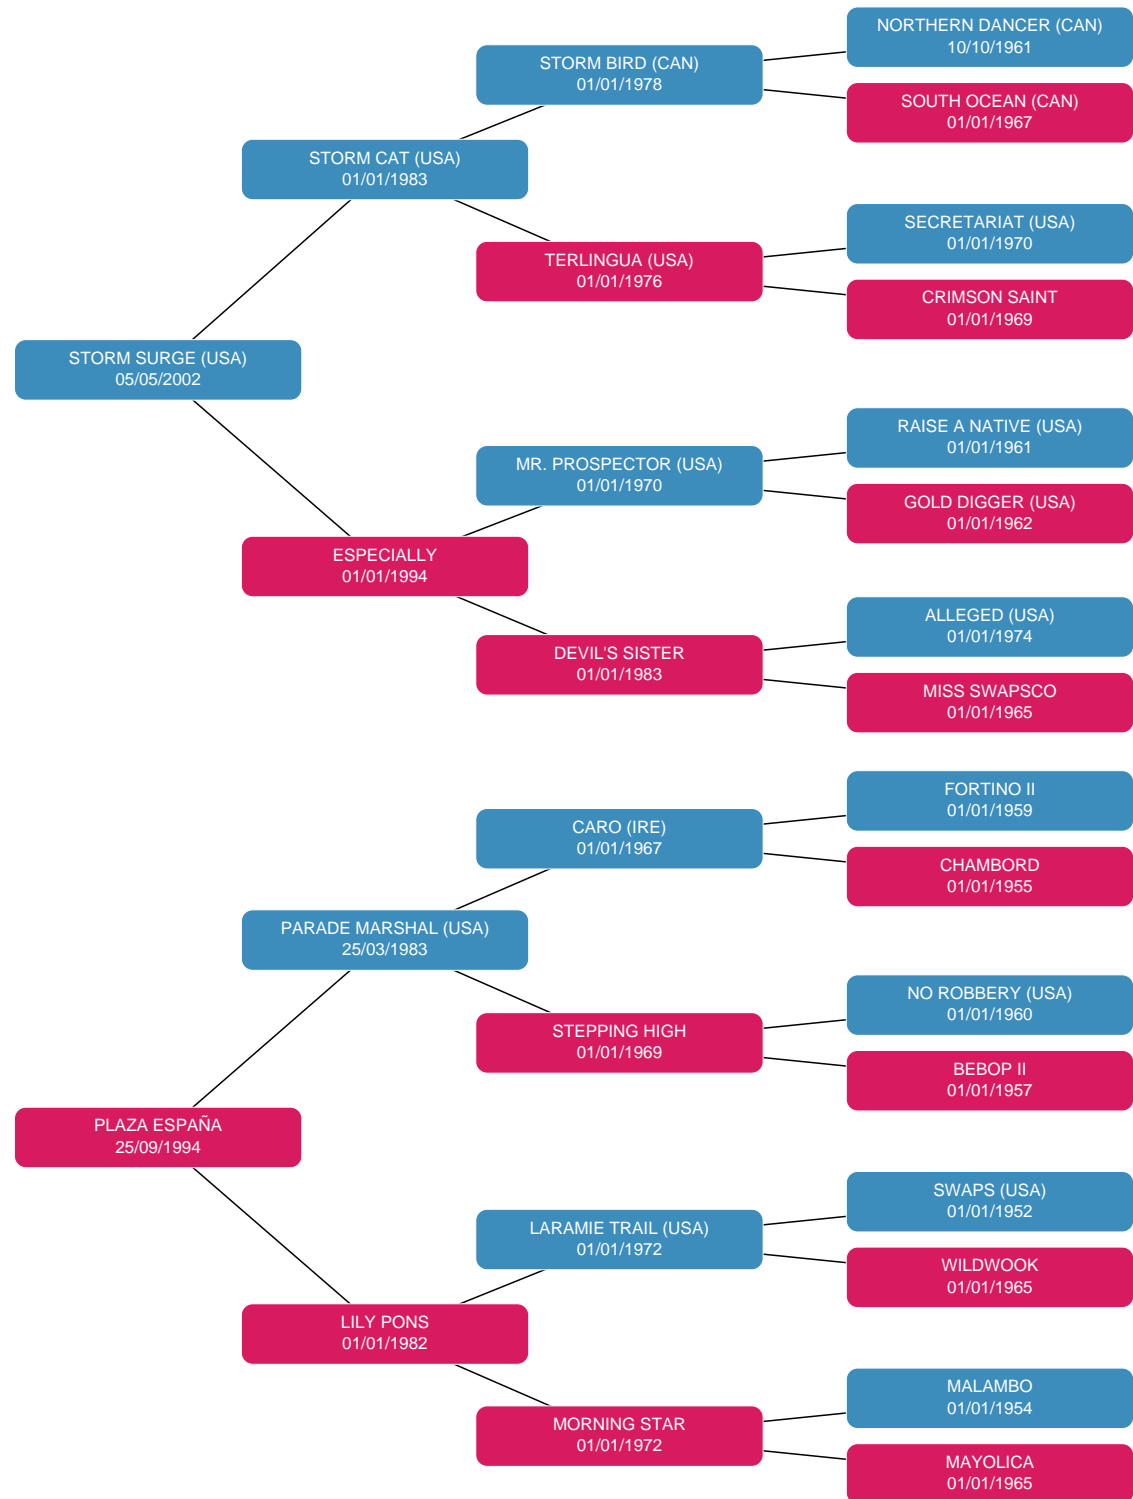 NORTHERN DANCER (CAN)
10/10/1961
STORM BIRD (CAN)
01/01/1978
SOUTH OCEAN (CAN)
01/01/1967
STORM CAT (USA)
01/01/1983
SECRETARIAT (USA)
01/01/1970
TERLINGUA (USA)
01/01/1976
CRIMSON SAINT
01/01/1969
STORM SURGE (USA)
05/05/2002
RAISE A NATIVE (USA)
01/01/1961
MR. PROSPECTOR (USA)
01/01/1970
GOLD DIGGER (USA)
01/01/1962
ESPECIALLY
01/01/1994
ALLEGED (USA)
01/01/1974
DEVIL'S SISTER
01/01/1983
MISS SWAPSCO
01/01/1965
FORTINO II
01/01/1959
CARO (IRE)
01/01/1967
CHAMBORD
01/01/1955
PARADE MARSHAL (USA)
25/03/1983
NO ROBBERY (USA)
01/01/1960
STEPPING HIGH
01/01/1969
BEBOP II
01/01/1957
PLAZA ESPAÑA
25/09/1994
SWAPS (USA)
01/01/1952
LARAMIE TRAIL (USA)
01/01/1972
WILDWOOK
01/01/1965
LILY PONS
01/01/1982
MALAMBO
01/01/1954
MORNING STAR
01/01/1972
MAYOLICA
01/01/1965